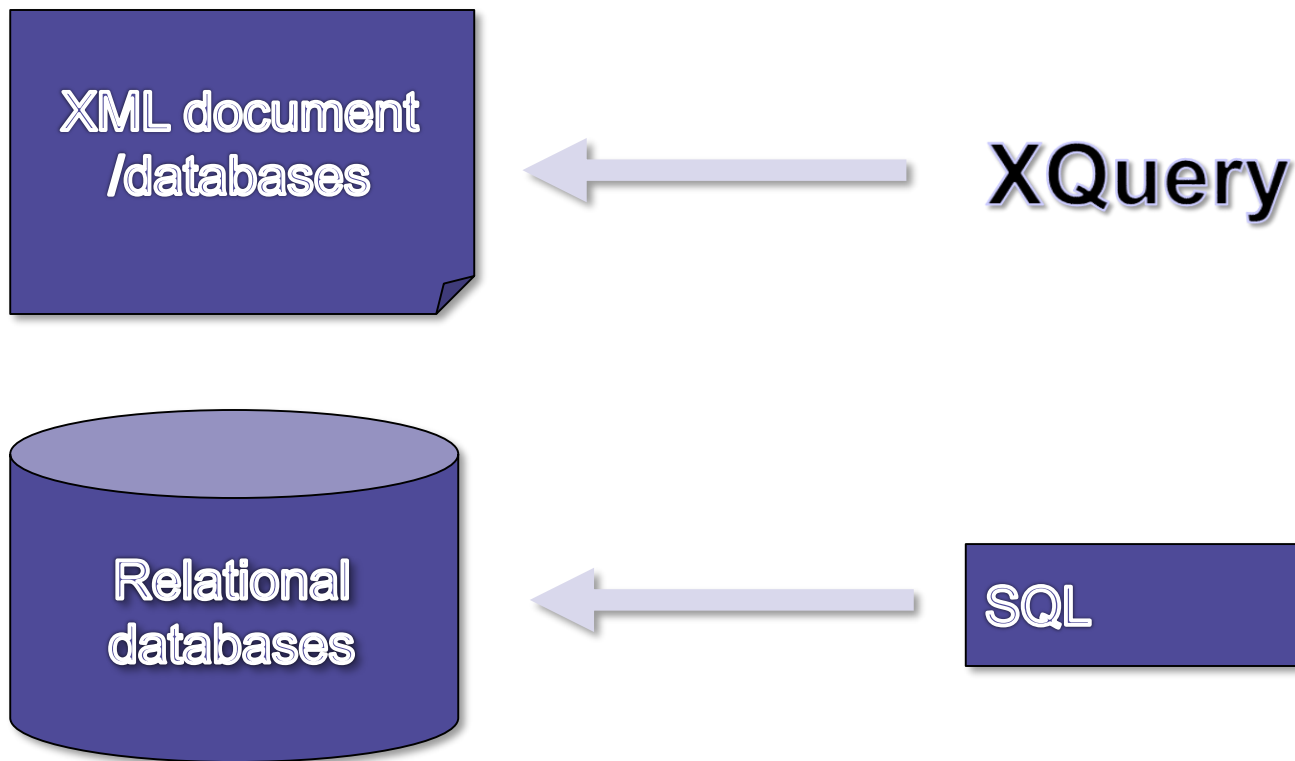 XML document
/databases
XQuery
Relational
databases
SQL